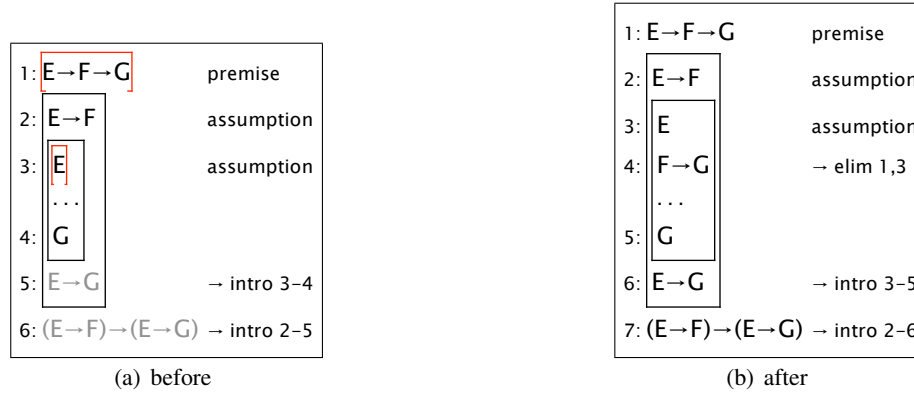 1: E→F→G premise
2: E→F assumption
3: E assumption
...
4: G
5: E→G → intro 3–4
6: (E→F)→(E→G) → intro 2–5
(a) before
1: E→F→G premise
2: E→F assumption
3: E assumption
4: F→G → elim 1,3
...
5: G
6: E→G → intro 3–5
7: (E→F)→(E→G) → intro 2–6
(b) after